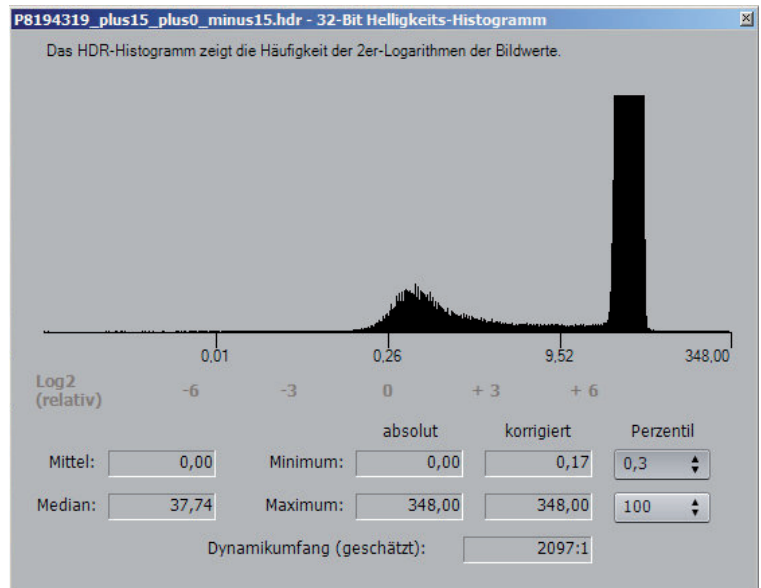 P8194319_plus15_plus0_minus15.hdr - 32-Bit Helligkeits-Histogramm
Das HDR-Histogramm zeigt die Häufigkeit der 2er-Logarithmen der Bildwerte.
0,01 0,26 9,52 348,00
Log2
(relativ) -6 -3 0 + 3 + 6
absolut korrigiert Perzentil
Mittel: 0,00 Minimum: 0,00 0,17 0,3
Median: 37,74 Maximum: 348,00 348,00 100
Dynamikumfang (geschätzt): 2097:1